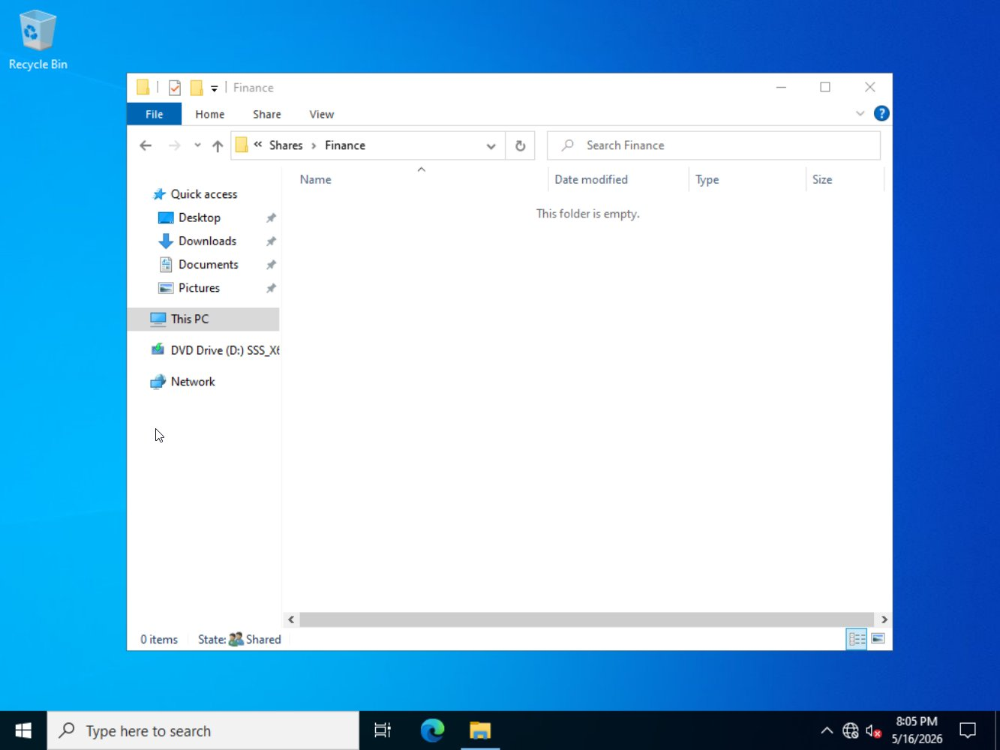 Recycle Bin
Finance
File Home Share View
Shares Finance
Search Finance
Name Date modified Type Size
This folder is empty.
Quick access
Desktop
Downloads
Documents
Pictures
This PC
DVD Drive (D:) SSS_X6
Network
0 items State: Shared
Type here to search
8:05 PM
5/16/2026